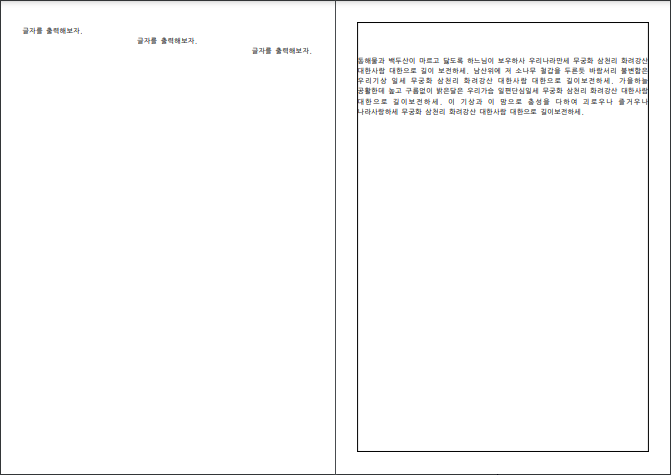 글자를 출력해보자.
글자를 출력해보자.
글자를 출력해보자.
동해물과 백두산이 마르고 닳도록 하느님이 보우하사 우리나라만세 무궁화 삼천리 화려강산
대한사람 대한으로 길이 보전하세. 남산위에 저 소나무 철갑을 두른듯 바람서리 불변함은
우리기상 일세 무궁화 삼천리 화려강산 대한사람 대한으로 길이보전하세. 가을하늘
공활한데 높고 구름없이 밝은달은 우리가슴 일편단심일세 무궁화 삼천리 화려강산 대한사람
대한으로 길이보전하세. 이 기상과 이 맘으로 충성을 다하여 괴로우나 즐거우나
나라사랑하세 무궁화 삼천리 화려강산 대한사람 대한으로 길이보전하세.